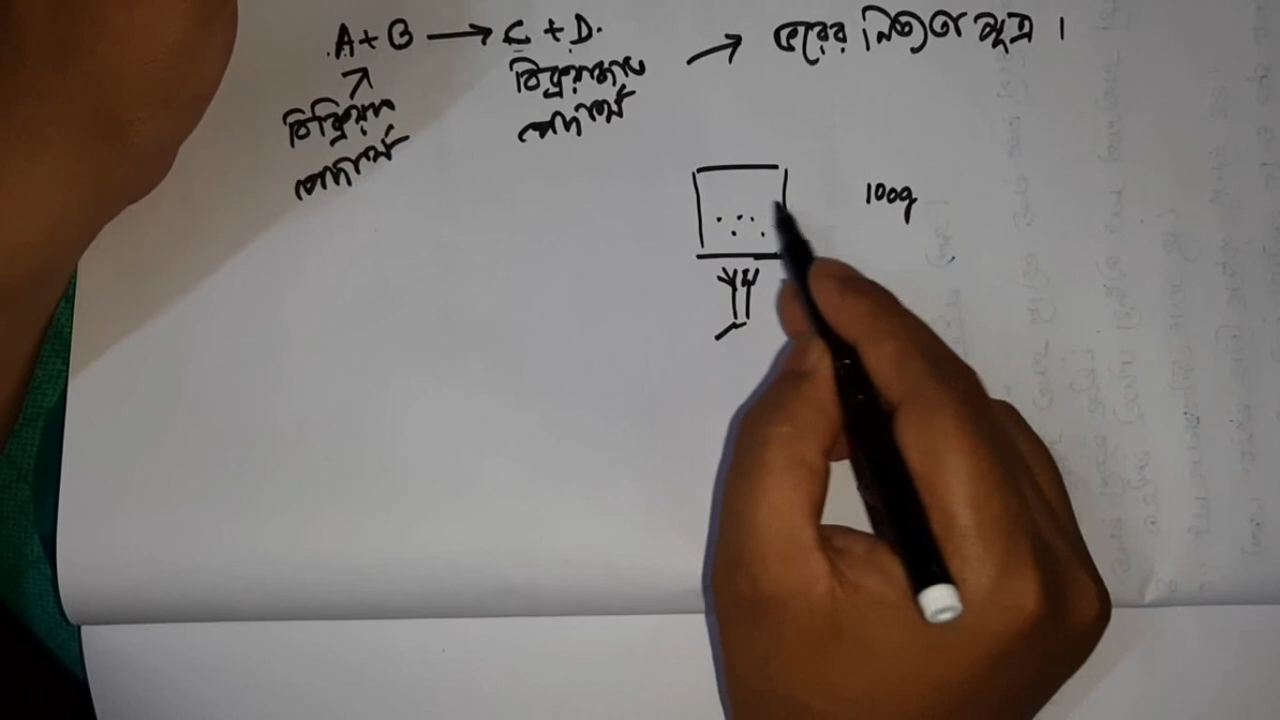 A + B → C + D.
→ ভরের নিত্যতা সূত্র ।
বিক্রিয়ক
পদার্থ
বিক্রিয়াজাত
পদার্থ
100g